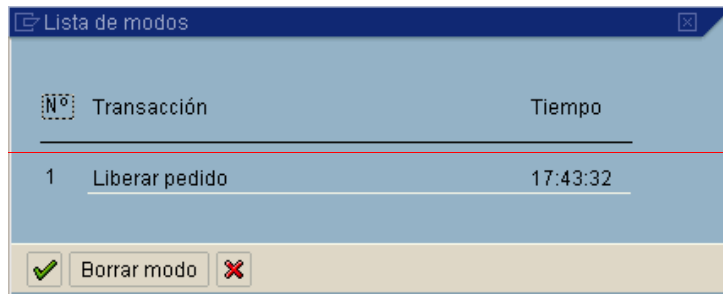 Lista de modos
Nº Transacción Tiempo
1 Liberar pedido 17:43:32
Borrar modo